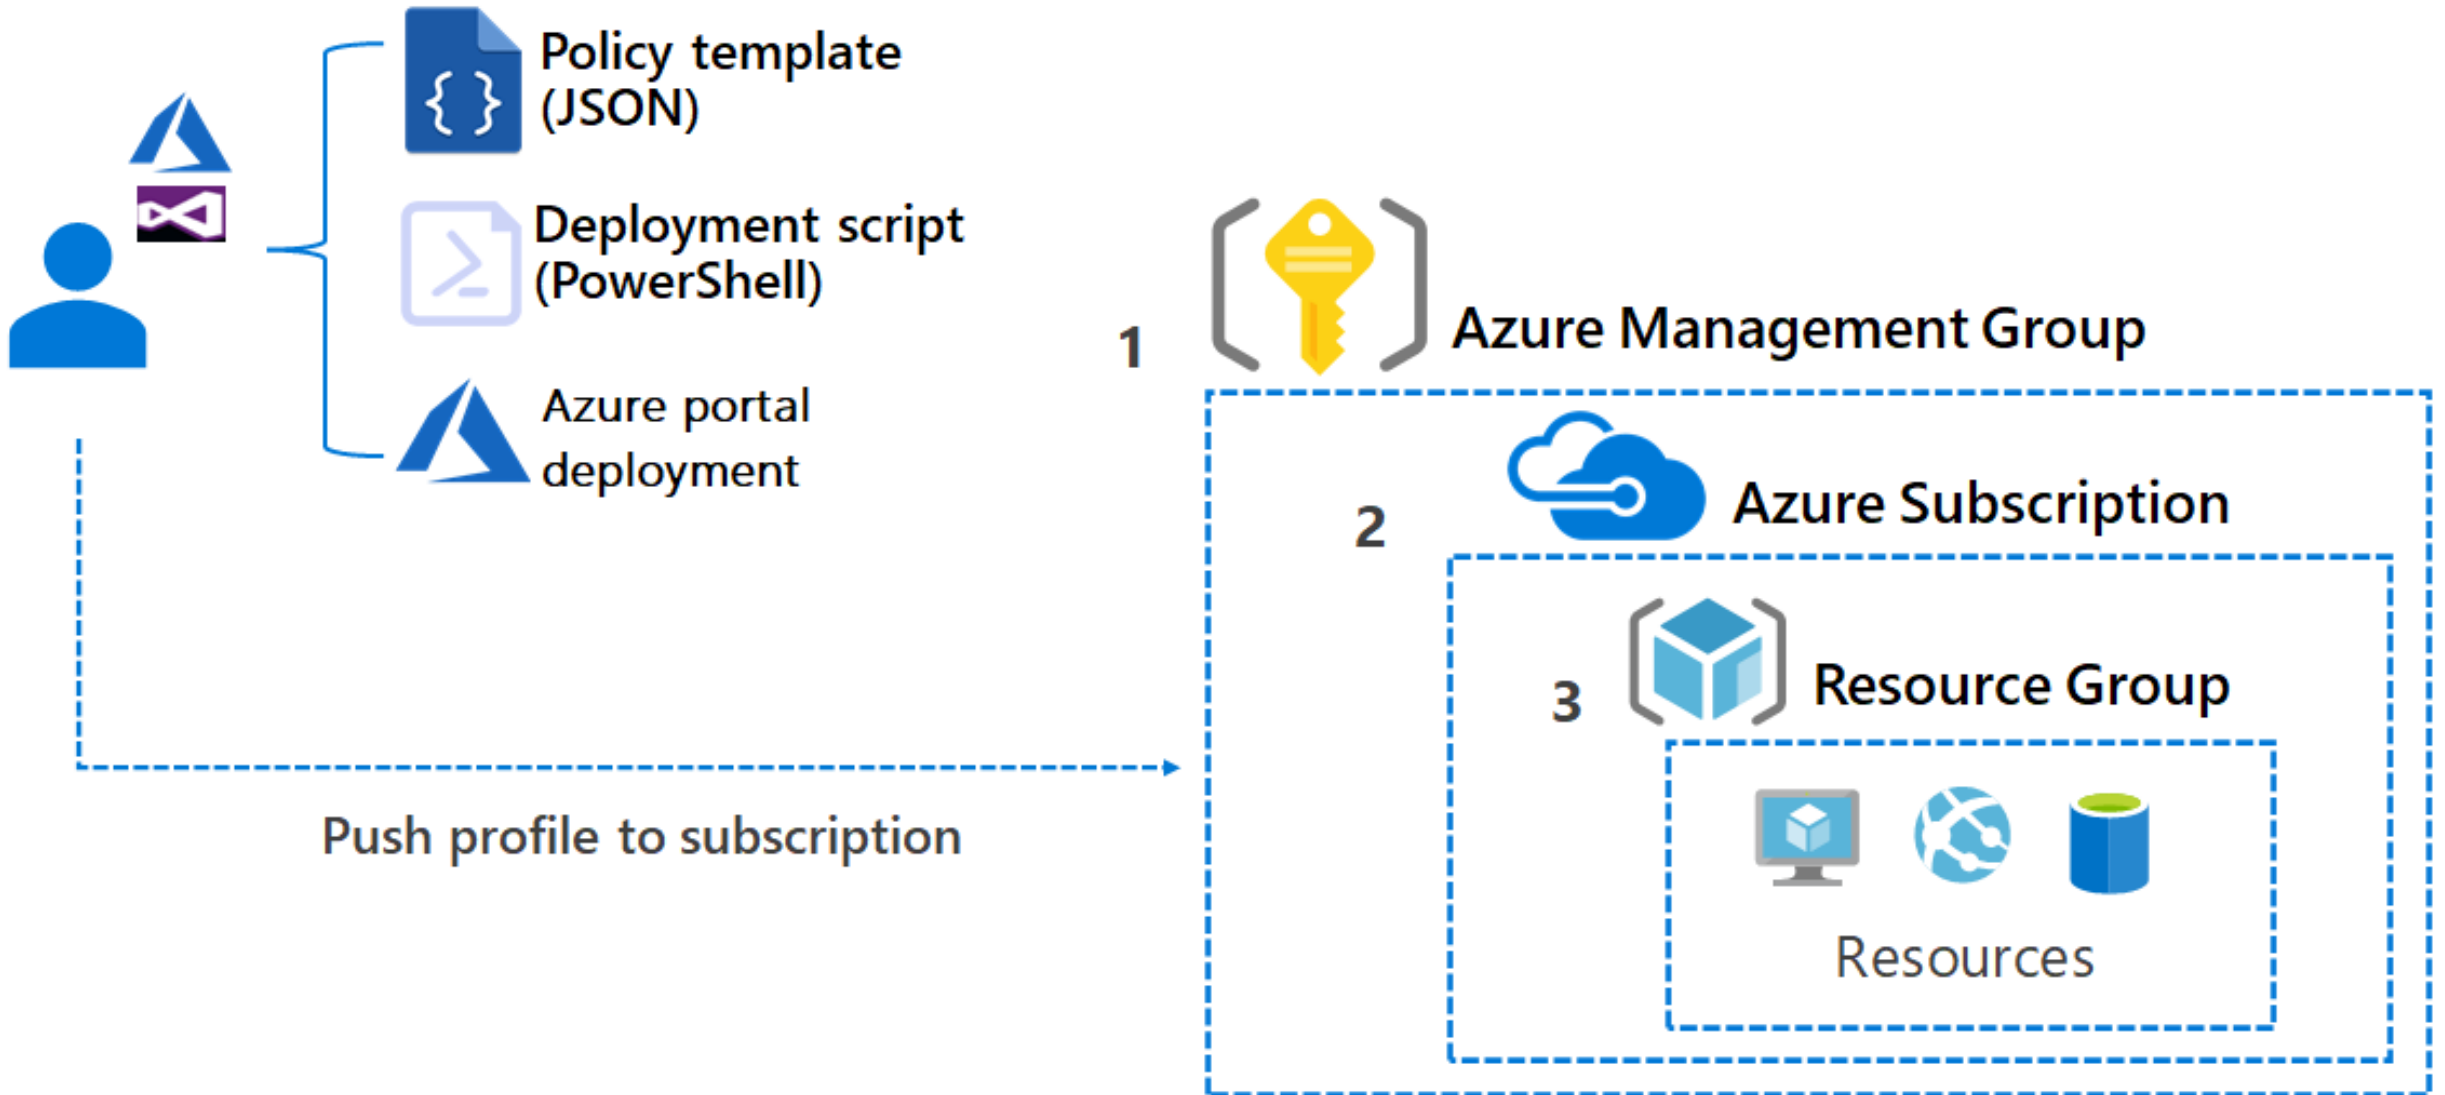 Policy template
(JSON)
Deployment script
(PowerShell)
Azure portal
deployment
Push profile to subscription
1
Azure Management Group
2
Azure Subscription
3
Resource Group
Resources